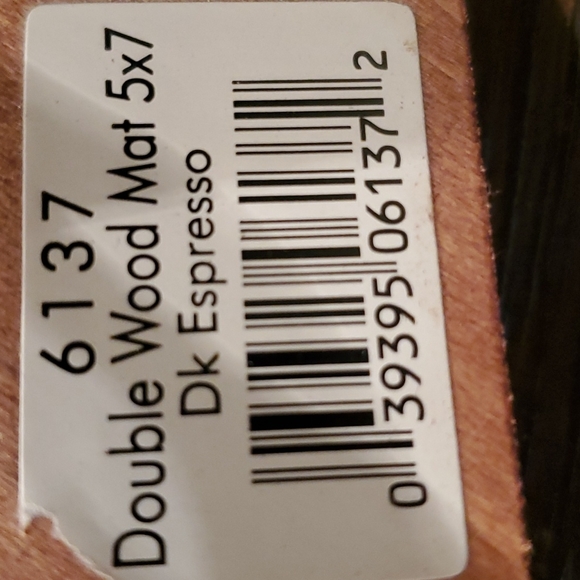 6137
Double Wood Mat 5x7
Dk Espresso
0 39395 06137 2